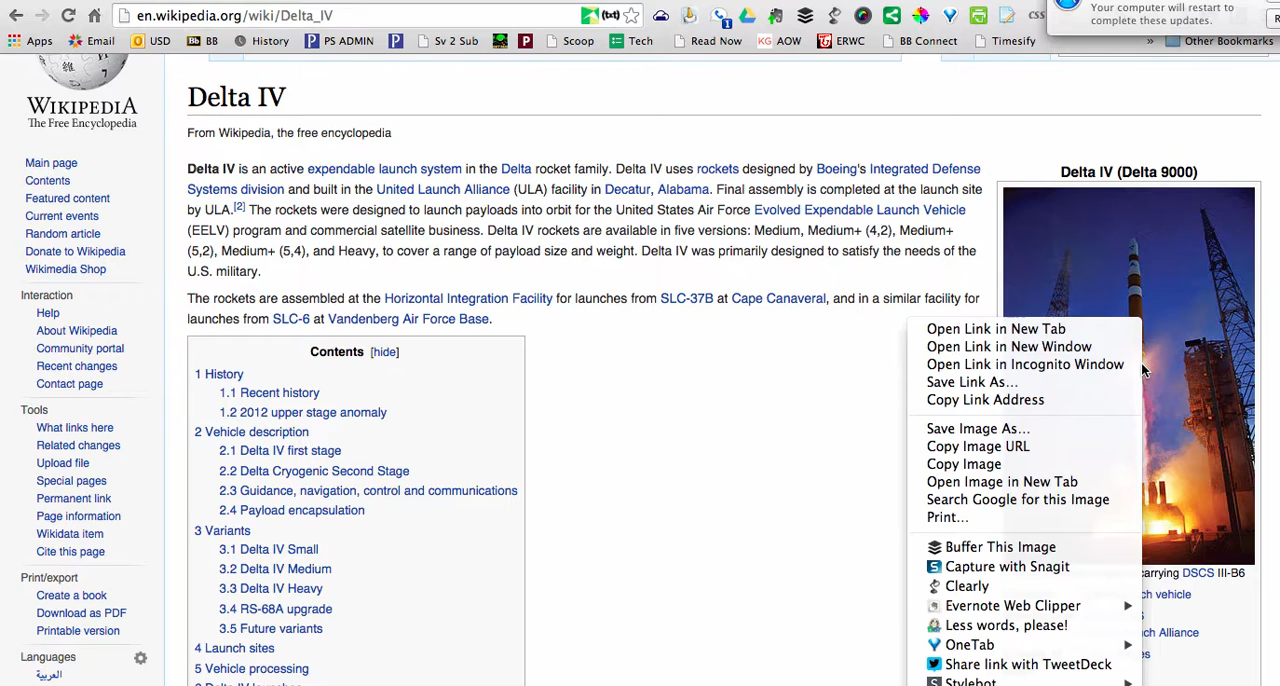 en.wikipedia.org/wiki/Delta_IV
(txt)
1
CSS
Your computer will restart to
complete these updates.
Apps Email USD BB History PS ADMIN Sv 2 Sub Scoop Tech Read Now KG AOW ERWC BB Connect Timesify » Other Bookmarks
WIKIPEDIA
The Free Encyclopedia
Main page
Contents
Featured content
Current events
Random article
Donate to Wikipedia
Wikimedia Shop
Interaction
Help
About Wikipedia
Community portal
Recent changes
Contact page
Tools
What links here
Related changes
Upload file
Special pages
Permanent link
Page information
Wikidata item
Cite this page
Print/export
Create a book
Download as PDF
Printable version
Languages
العربية
Delta IV
From Wikipedia, the free encyclopedia
Delta IV is an active expendable launch system in the Delta rocket family. Delta IV uses rockets designed by Boeing's Integrated Defense
Systems division and built in the United Launch Alliance (ULA) facility in Decatur, Alabama. Final assembly is completed at the launch site
by ULA.[2] The rockets were designed to launch payloads into orbit for the United States Air Force Evolved Expendable Launch Vehicle
(EELV) program and commercial satellite business. Delta IV rockets are available in five versions: Medium, Medium+ (4,2), Medium+
(5,2), Medium+ (5,4), and Heavy, to cover a range of payload size and weight. Delta IV was primarily designed to satisfy the needs of the
U.S. military.
The rockets are assembled at the Horizontal Integration Facility for launches from SLC-37B at Cape Canaveral, and in a similar facility for
launches from SLC-6 at Vandenberg Air Force Base.
Contents [hide]
1 History
1.1 Recent history
1.2 2012 upper stage anomaly
2 Vehicle description
2.1 Delta IV first stage
2.2 Delta Cryogenic Second Stage
2.3 Guidance, navigation, control and communications
2.4 Payload encapsulation
3 Variants
3.1 Delta IV Small
3.2 Delta IV Medium
3.3 Delta IV Heavy
3.4 RS-68A upgrade
3.5 Future variants
4 Launch sites
5 Vehicle processing
Delta IV (Delta 9000)
Open Link in New Tab
Open Link in New Window
Open Link in Incognito Window
Save Link As...
Copy Link Address
Save Image As...
Copy Image URL
Copy Image
Open Image in New Tab
Search Google for this Image
Print...
Buffer This Image
Capture with Snagit
Clearly
Evernote Web Clipper
Less words, please!
OneTab
Share link with TweetDeck
Stylebot
carrying DSCS III-B6
vehicle
Alliance